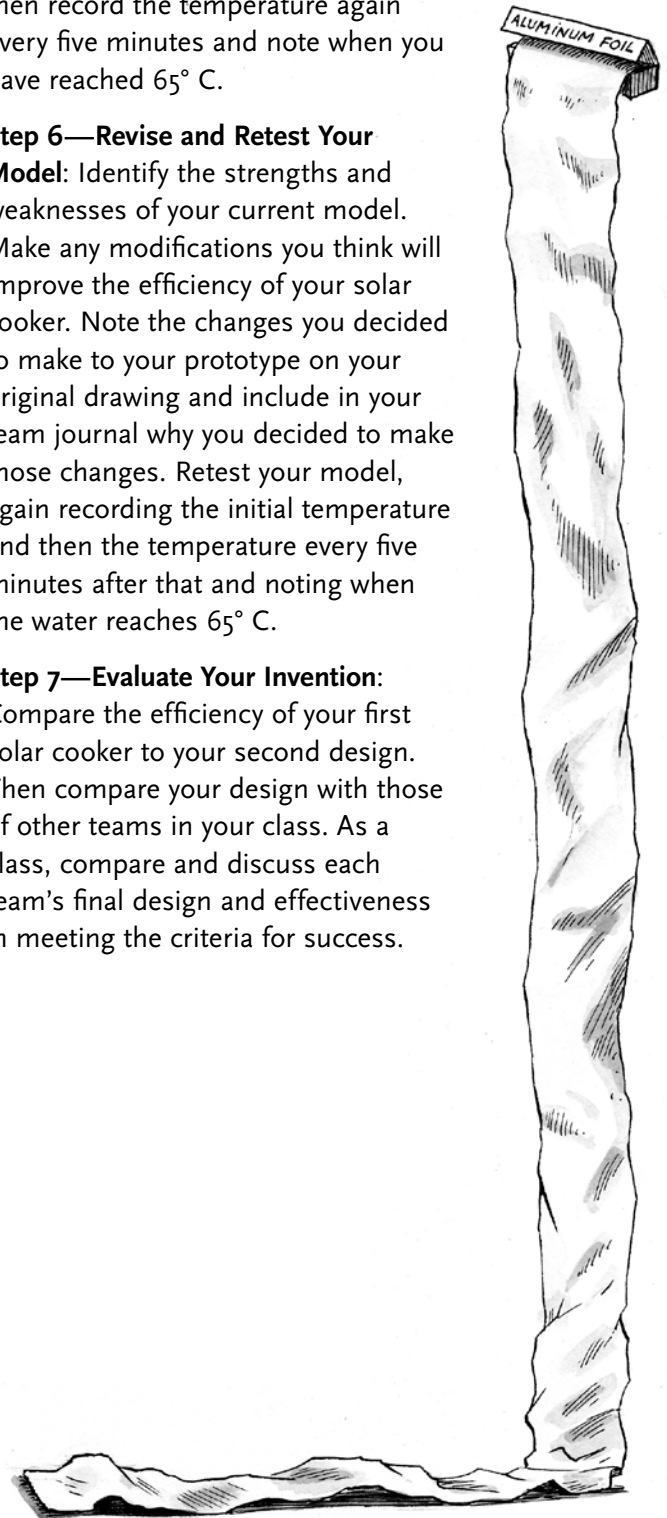 ALUMINUM FOIL
hen record the temperature again
very five minutes and note when you
ave reached 65° C.
tep 6—Revise and Retest Your
Model: Identify the strengths and
weaknesses of your current model.
Make any modifications you think will
mprove the efficiency of your solar
ooker. Note the changes you decided
o make to your prototype on your
riginal drawing and include in your
eam journal why you decided to make
hose changes. Retest your model,
gain recording the initial temperature
nd then the temperature every five
minutes after that and noting when
he water reaches 65° C.
tep 7—Evaluate Your Invention:
Compare the efficiency of your first
olar cooker to your second design.
Then compare your design with those
f other teams in your class. As a
lass, compare and discuss each
eam's final design and effectiveness
n meeting the criteria for success.